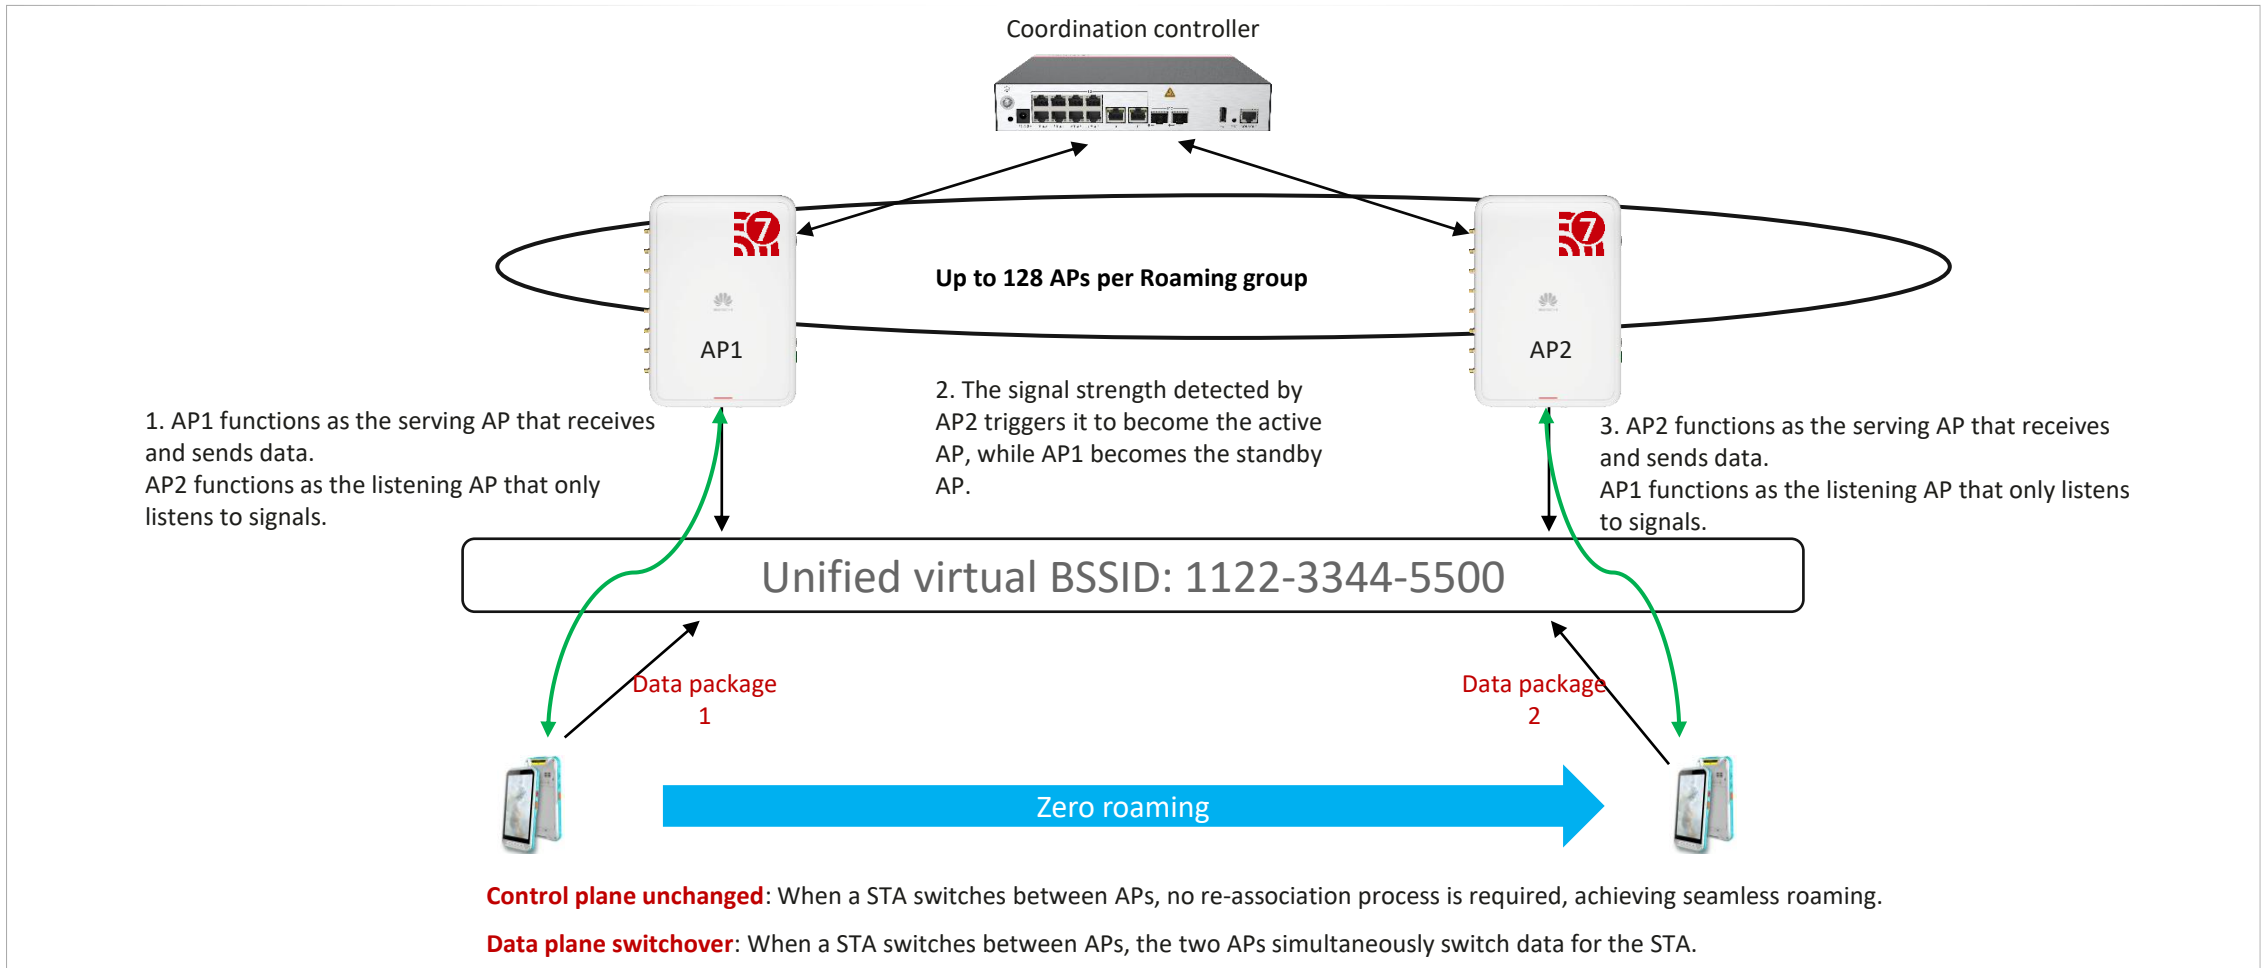 Coordination controller
7
7
Up to 128 APs per Roaming group
AP1
AP2
1. AP1 functions as the serving AP that receives
and sends data.
AP2 functions as the listening AP that only
listens to signals.
2. The signal strength detected by
AP2 triggers it to become the active
AP, while AP1 becomes the standby
AP.
3. AP2 functions as the serving AP that receives
and sends data.
AP1 functions as the listening AP that only listens
to signals.
Unified virtual BSSID: 1122-3344-5500
Data package
1
Data package
2
Zero roaming
Control plane unchanged: When a STA switches between APs, no re-association process is required, achieving seamless roaming.
Data plane switchover: When a STA switches between APs, the two APs simultaneously switch data for the STA.